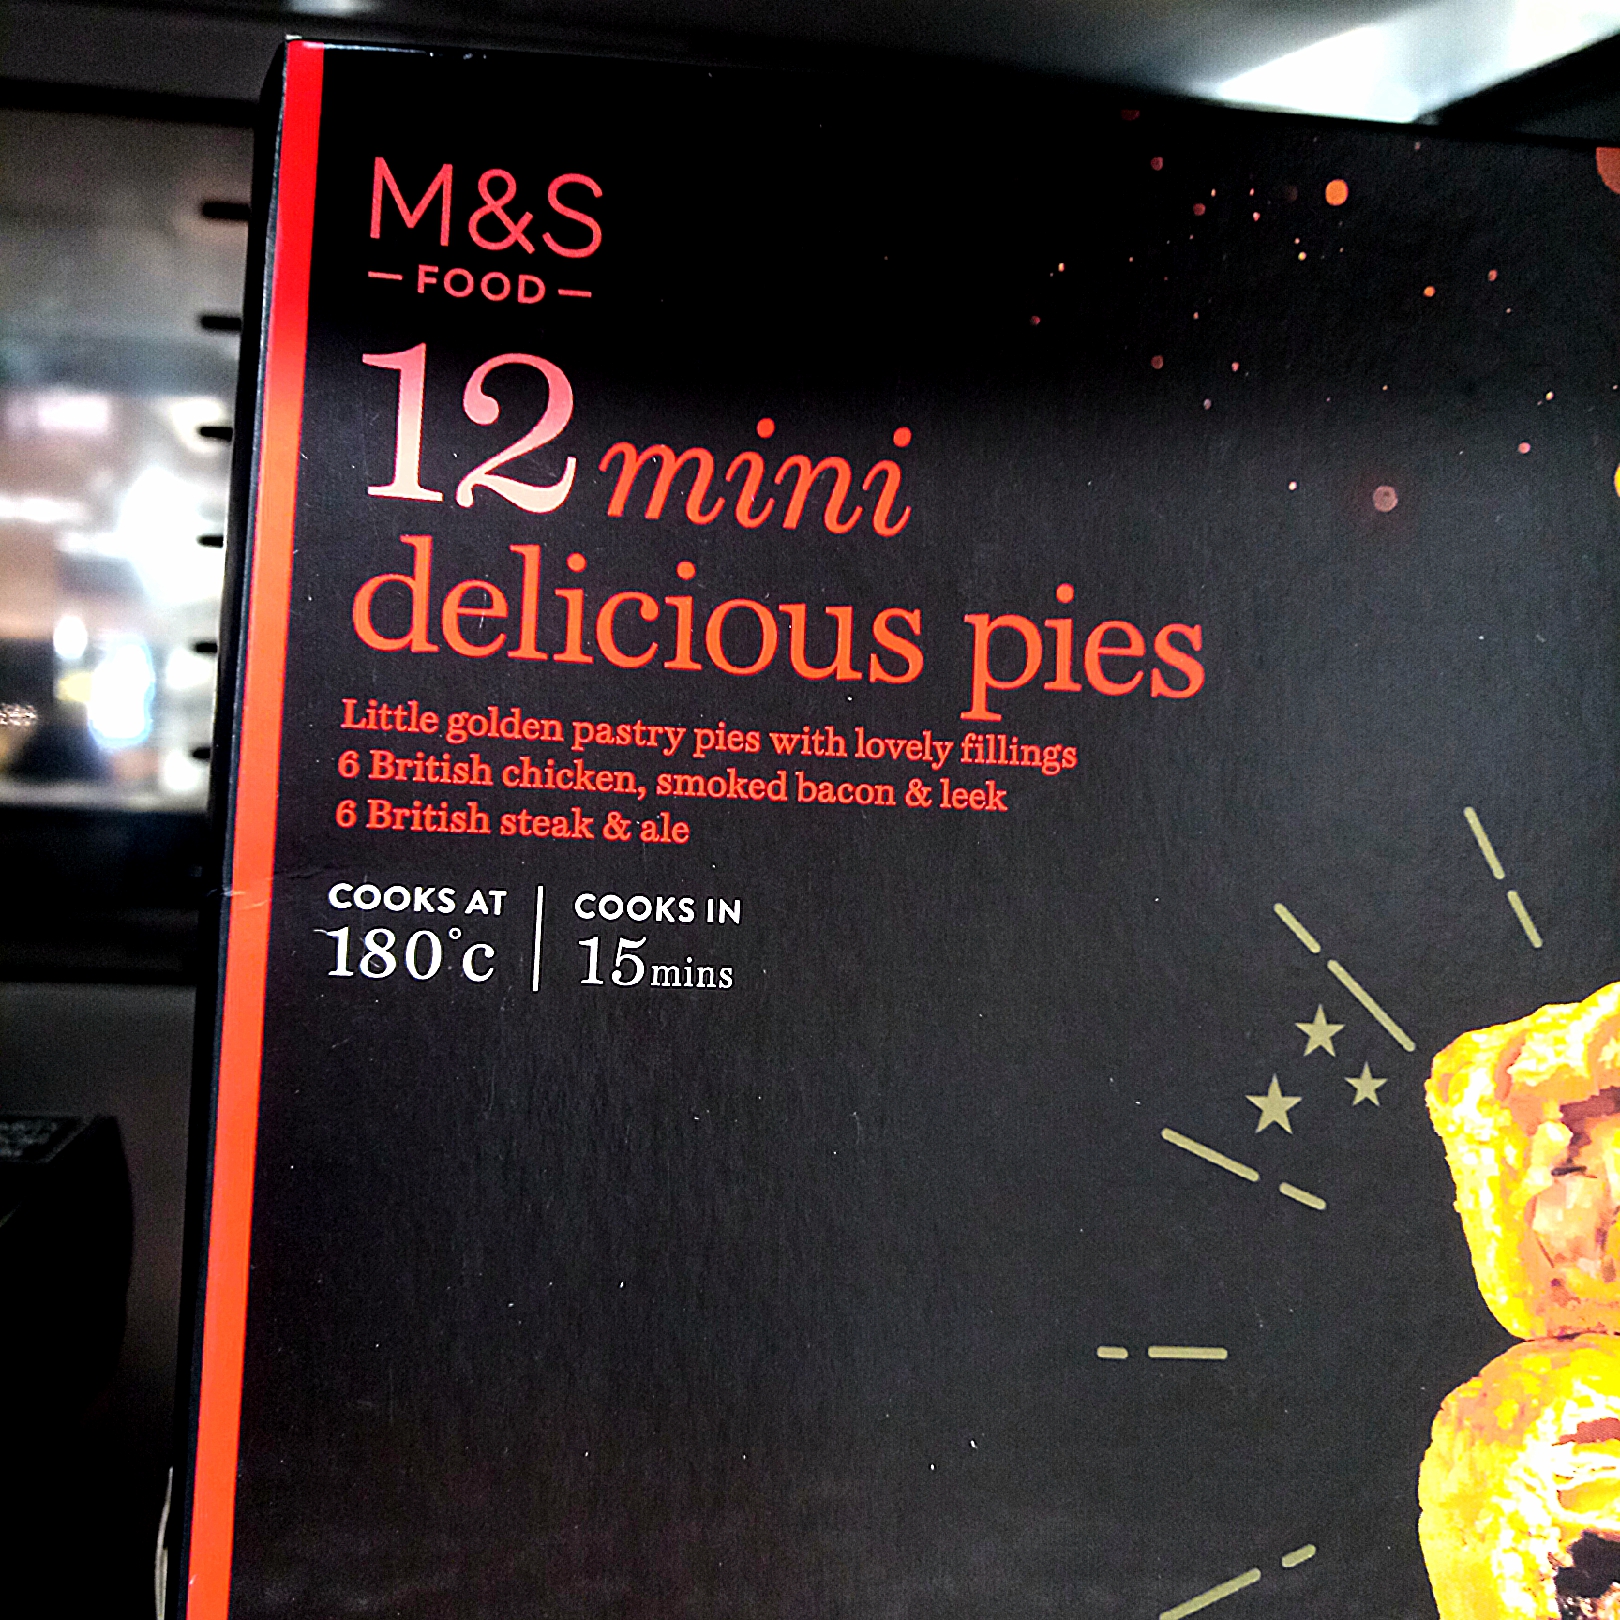 M&S
FOOD
12 mini
delicious pies
Little golden pastry pies with lovely fillings
6 British chicken, smoked bacon & leek
6 British steak & ale
COOKS AT
180°c
COOKS IN
15mins